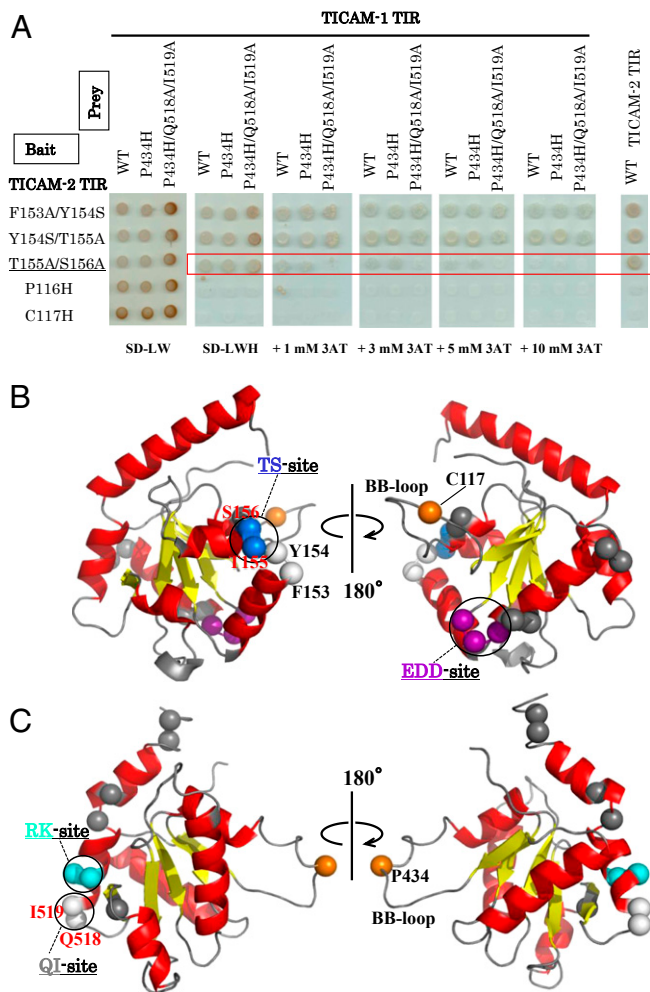 A
TICAM-1 TIR
Prey
Bait
WT
P434H
P434H/Q518A/I519A
WT
P434H
P434H/Q518A/I519A
WT
P434H
P434H/Q518A/I519A
WT
P434H
P434H/Q518A/I519A
WT
P434H
P434H/Q518A/I519A
WT
P434H
P434H/Q518A/I519A
WT TICAM-2 TIR
TICAM-2 TIR
F153A/Y154S
Y154S/T155A
T155A/S156A
P116H
C117H
SD-LW
SD-LWH
+ 1 mM 3AT
+ 3 mM 3AT
+ 5 mM 3AT
+ 10 mM 3AT
B
TS-site
S156
T155
Y154
F153
BB-loop
C117
180°
EDD-site
C
RK-site
I519
Q518
QI-site
180°
P434
BB-loop